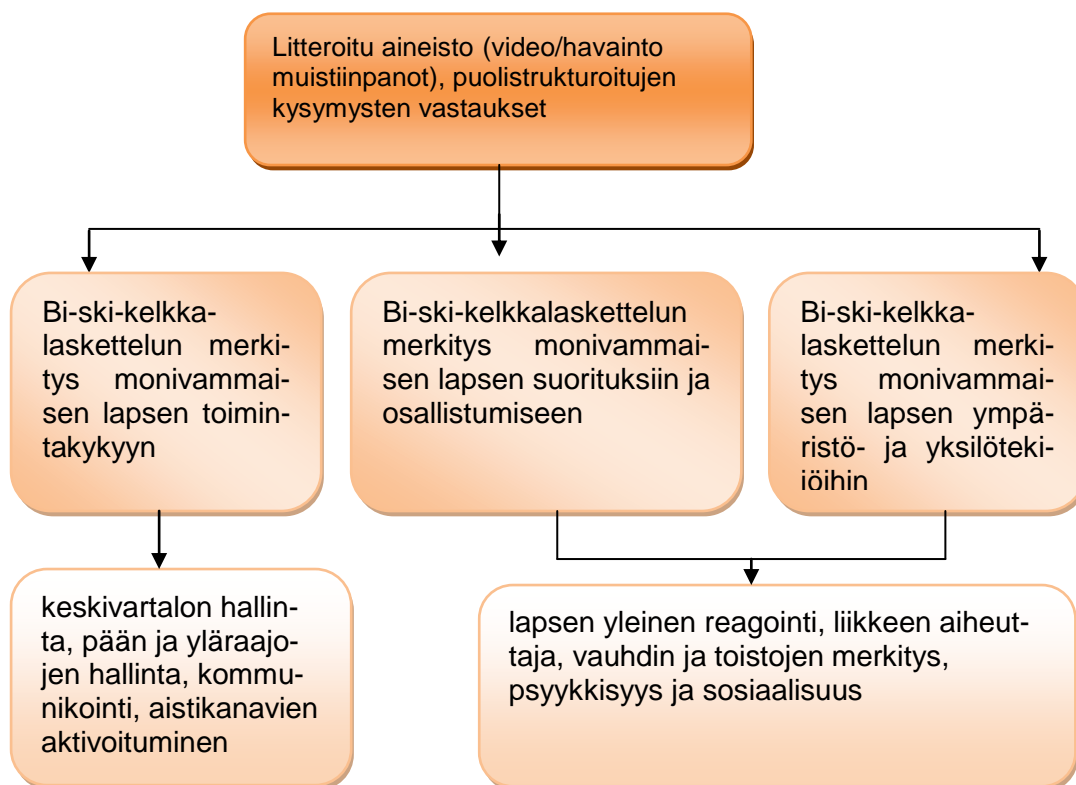 Litteroitu aineisto (video/havainto
muistiinpanot), puolistrukturoitujen
kysymysten vastaukset
Bi-ski-kelkka-
laskettelun merki-
tys monivammai-
sen lapsen toimin-
takykyyn
Bi-ski-kelkkalaskettelun
merkitys monivammai-
sen lapsen suorituksiin ja
osallistumiseen
Bi-ski-kelkka-
laskettelun merki-
tys monivammai-
sen lapsen ympä-
ristö- ja yksilöteki-
jöihin
keskivartalon hallin-
ta, pään ja yläraajo-
jen hallinta, kommu-
nikointi, aistikanavien
aktivoituminen
lapsen yleinen reagointi, liikkeen aiheut-
taja, vauhdin ja toistojen merkitys,
psyykkisyys ja sosiaalisuus